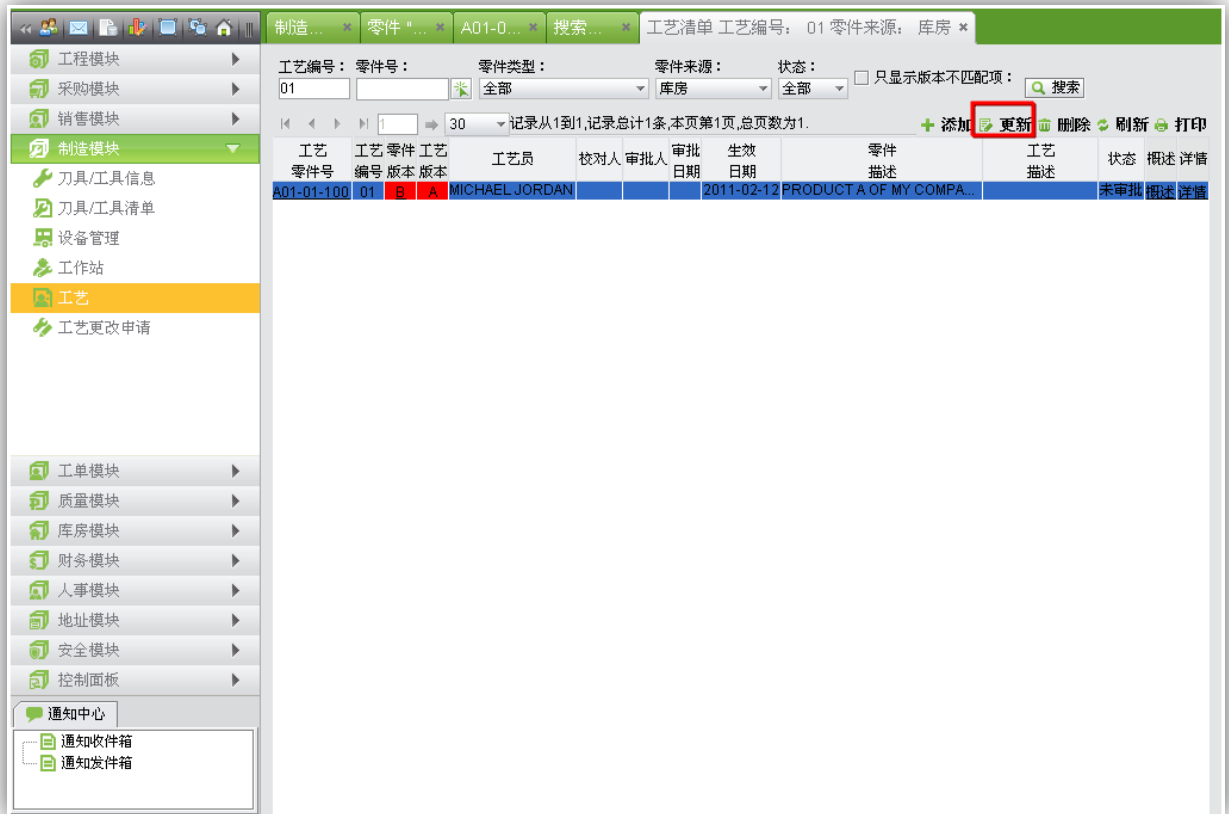 制造... × 零件 "... × A01-0... × 搜索... × 工艺清单 工艺编号： 01 零件来源： 库房 ×
工程模块
采购模块
销售模块
制造模块
刀具/工具信息
刀具/工具清单
设备管理
工作站
工艺
工艺更改申请
工单模块
质量模块
库房模块
财务模块
人事模块
地址模块
安全模块
控制面板
通知中心
通知收件箱
通知发件箱
工艺编号： 零件号： 零件类型： 零件来源： 状态：
01 全部 库房 全部 只显示版本不匹配项： 搜索
1 30 记录从1到1,记录总计1条,本页第1页,总页数为1. 添加 更新 删除 刷新 打印
工艺 工艺 零件 工艺 工艺员 校对人 审批人 审批 生效 零件 工艺 状态 概述 详情
零件号 编号 版本 版本 日期 日期 描述 描述
A01-01-100 01 B A MICHAEL JORDAN 2011-02-12 PRODUCT A OF MY COMPA... 未审批 概述 详情